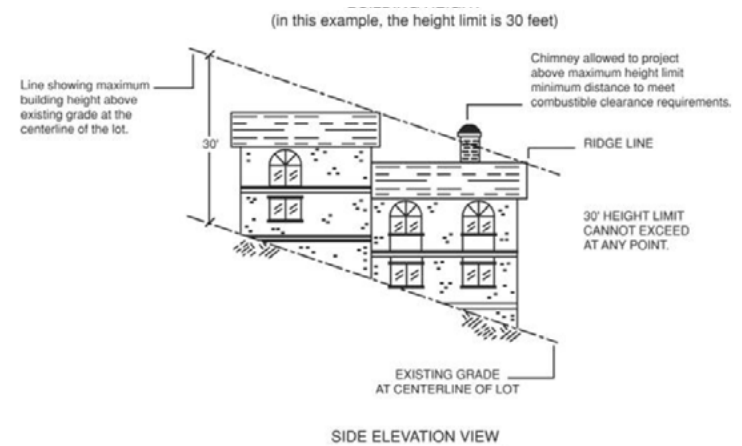 (in this example, the height limit is 30 feet)
Chimney allowed to project
above maximum height limit
minimum distance to meet
combustible clearance requirements.
Line showing maximum
building height above
existing grade at the
centerline of the lot.
30'
RIDGE LINE
30' HEIGHT LIMIT
CANNOT EXCEED
AT ANY POINT.
EXISTING GRADE
AT CENTERLINE OF LOT
SIDE ELEVATION VIEW